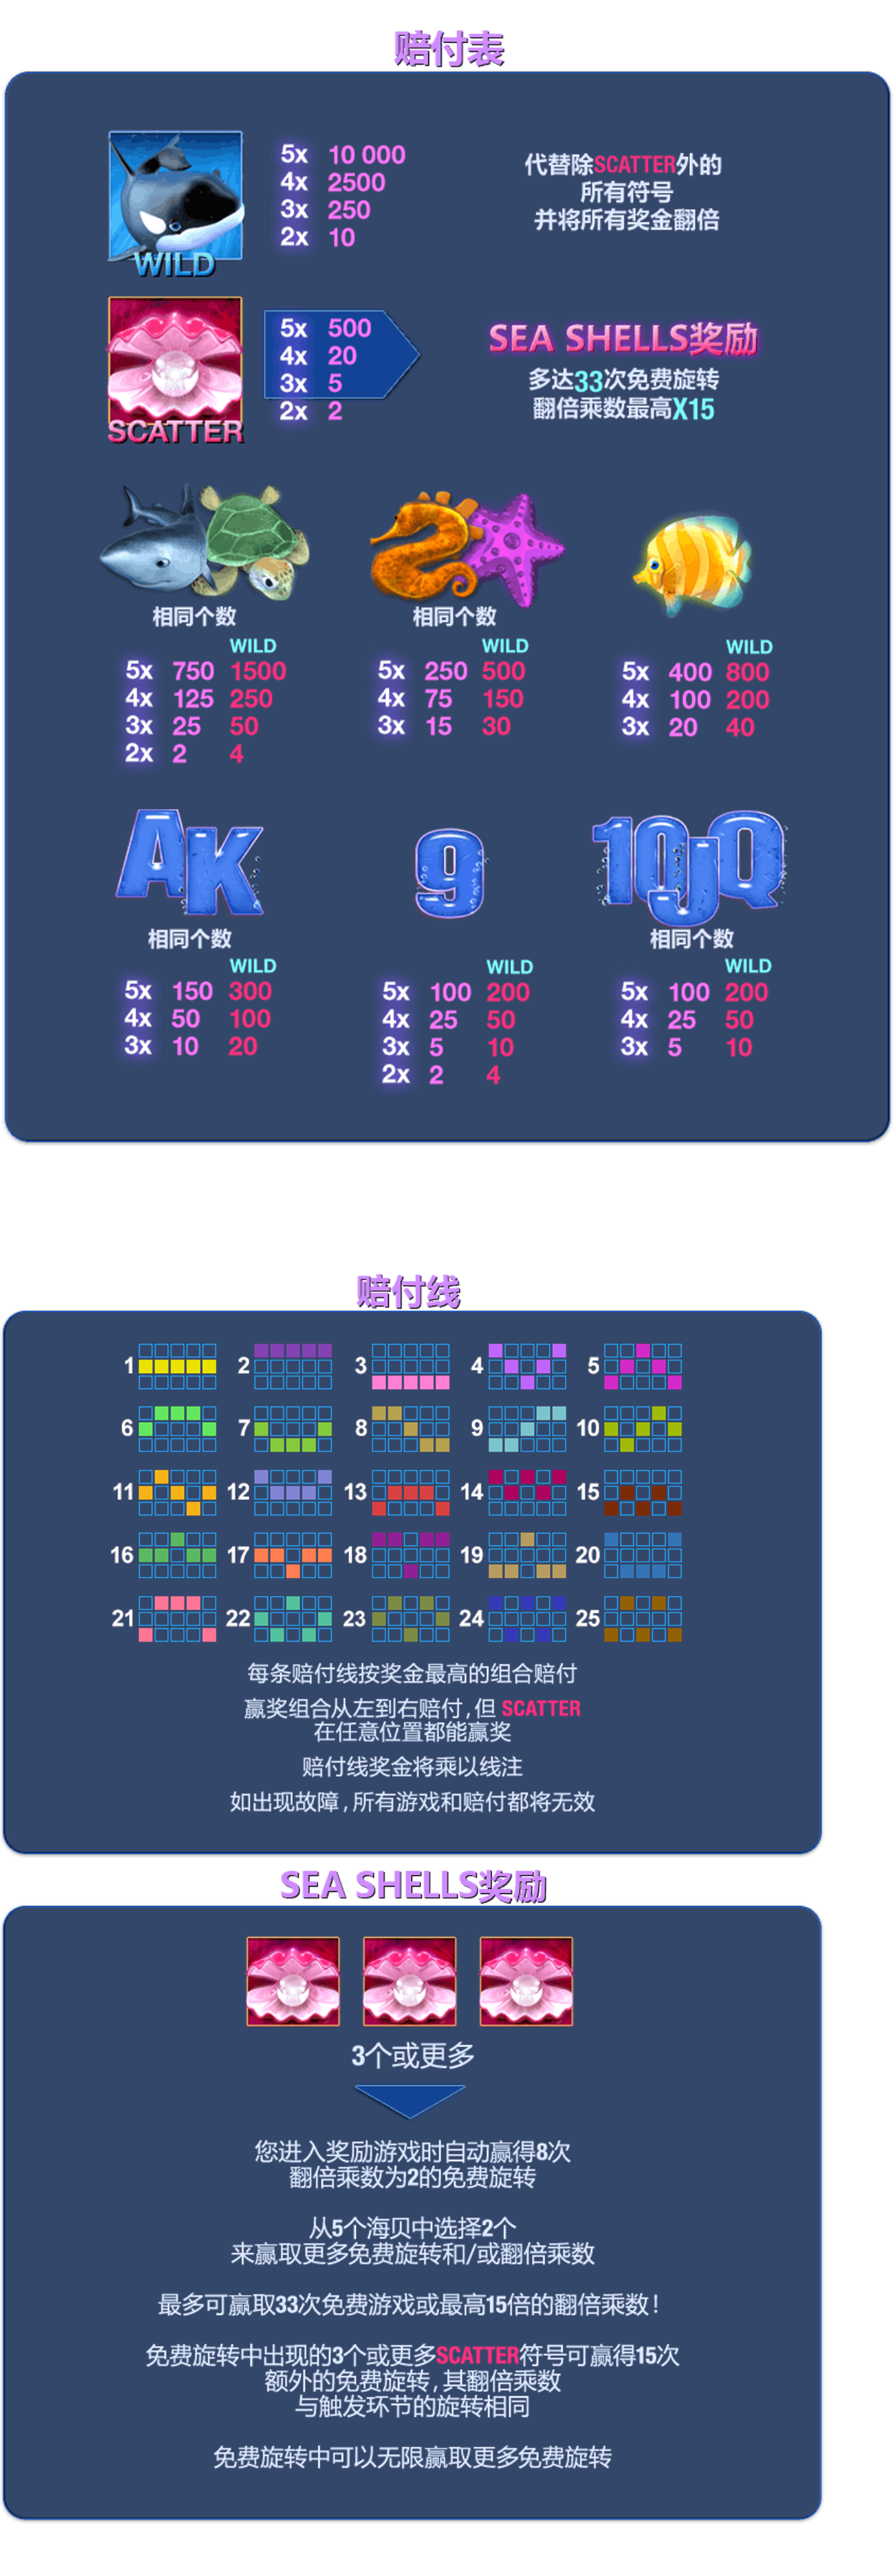 赔付表
5x 10 000
4x 2500
3x 250
2x 10
代替除SCATTER外的
所有符号
并将所有奖金翻倍
WILD
5x 500
4x 20
3x 5
2x 2
SEA SHELLS奖励
多达33次免费旋转
翻倍乘数最高X15
SCATTER
相同个数
WILD
5x 750 1500
4x 125 250
3x 25 50
2x 2 4
相同个数
WILD
5x 250 500
4x 75 150
3x 15 30
WILD
5x 400 800
4x 100 200
3x 20 40
AK
相同个数
WILD
5x 150 300
4x 50 100
3x 10 20
9
WILD
5x 100 200
4x 25 50
3x 5 10
2x 2 4
10JQ
相同个数
WILD
5x 100 200
4x 25 50
3x 5 10
赔付线
1 2 3 4 5
6 7 8 9 10
11 12 13 14 15
16 17 18 19 20
21 22 23 24 25
每条赔付线按奖金最高的组合赔付
赢奖组合从左到右赔付,但 SCATTER
在任意位置都能赢奖
赔付线奖金将乘以线注
如出现故障,所有游戏和赔付都将无效
SEA SHELLS奖励
3个或更多
您进入奖励游戏时自动赢得8次
翻倍乘数为2的免费旋转
从5个海贝中选择2个
来赢取更多免费旋转和/或翻倍乘数
最多可赢取33次免费游戏或最高15倍的翻倍乘数!
免费旋转中出现的3个或更多SCATTER符号可赢得15次
额外的免费旋转,其翻倍乘数
与触发环节的旋转相同
免费旋转中可以无限赢取更多免费旋转